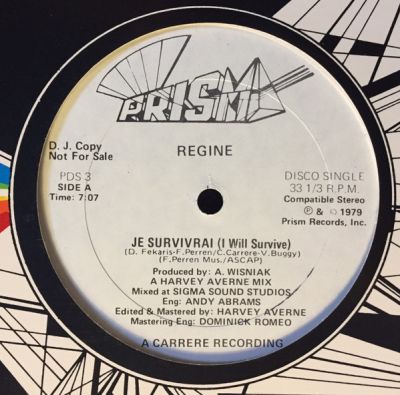 PRISM
D. J. Copy
Not For Sale
REGINE
PDS 3
SIDE A
Time: 7:07
DISCO SINGLE
33 1/3 R.P.M.
Compatible Stereo
℗ & © 1979
Prism Records, Inc.
JE SURVIVRAI (I Will Survive)
(D. Fekaris-F. Perren/C. Carrere-V. Buggy)
(F. Perren Mus./ASCAP)
Produced by: A. WISNIAK
A HARVEY AVERNE MIX
Mixed at SIGMA SOUND STUDIOS
Eng: ANDY ABRAMS
Edited & Mastered by: HARVEY AVERNE
Mastering Eng: DOMINICK ROMEO
A CARRERE RECORDING